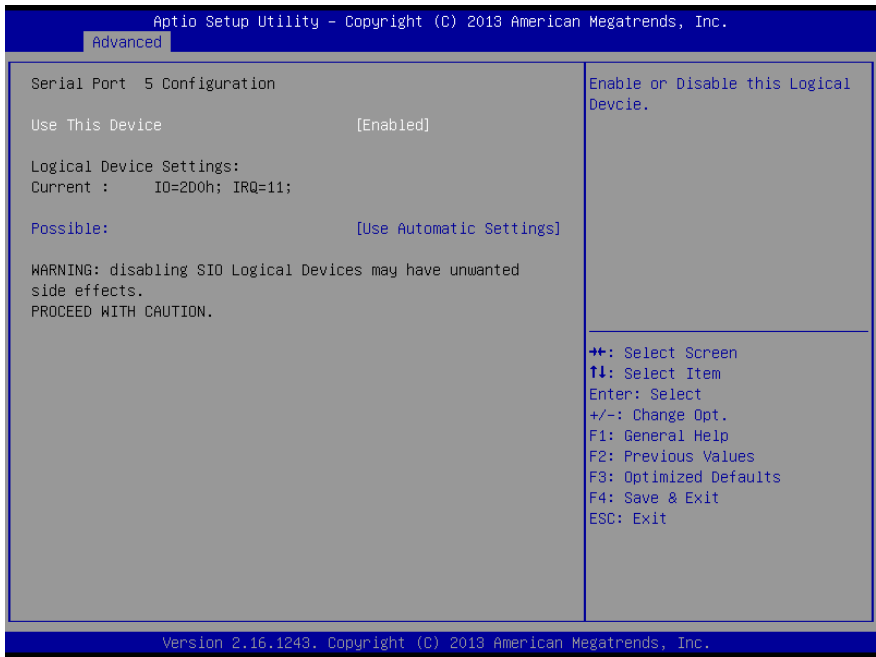 Aptio Setup Utility – Copyright (C) 2013 American Megatrends, Inc.
Advanced
Serial Port 5 Configuration
Use This Device [Enabled]
Logical Device Settings:
Current : IO=2D0h; IRQ=11;
Possible: [Use Automatic Settings]
WARNING: disabling SIO Logical Devices may have unwanted
side effects.
PROCEED WITH CAUTION.
Enable or Disable this Logical
Devcie.
→←: Select Screen
↑↓: Select Item
Enter: Select
+/-: Change Opt.
F1: General Help
F2: Previous Values
F3: Optimized Defaults
F4: Save & Exit
ESC: Exit
Version 2.16.1243. Copyright (C) 2013 American Megatrends, Inc.